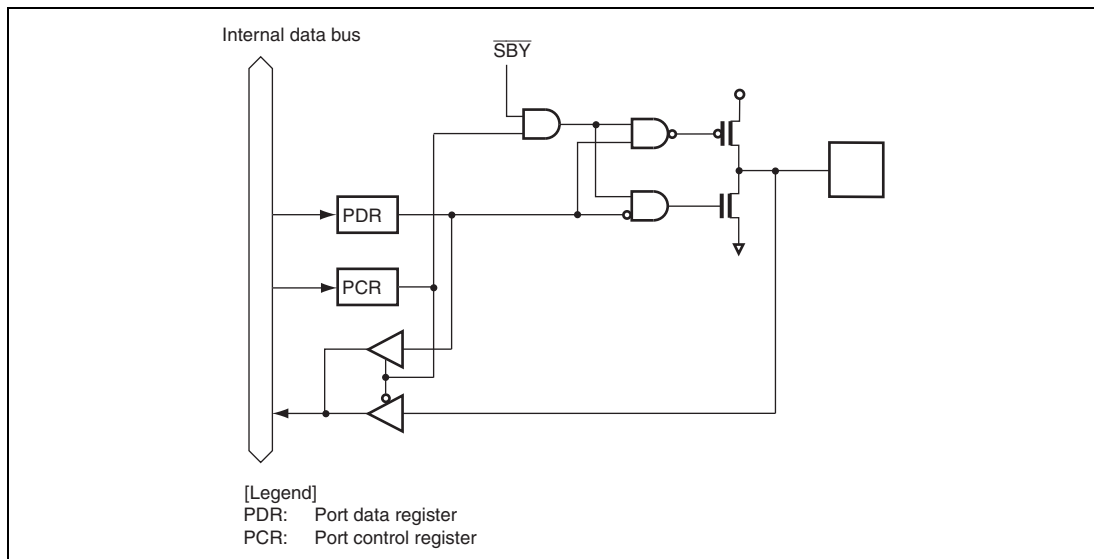 Internal data bus
SBY
PDR
PCR
[Legend]
PDR: Port data register
PCR: Port control register